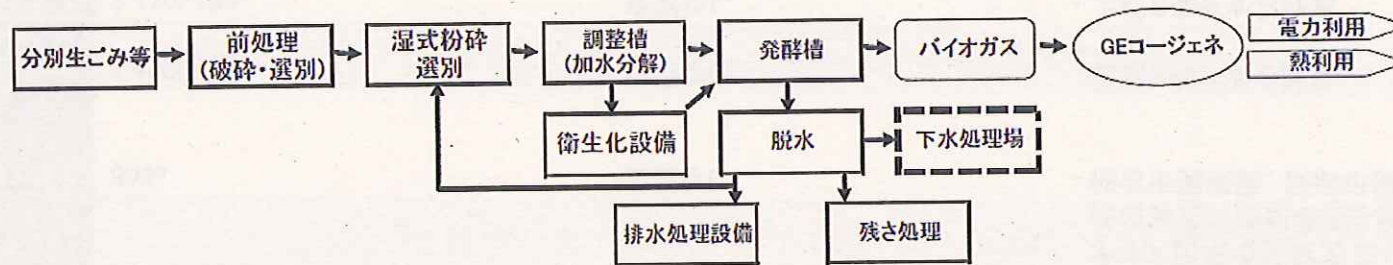 分別生ごみ等
前処理
(破砕・選別)
湿式粉砕
選別
調整槽
(加水分解)
発酵槽
バイオガス
GEコージェネ
電力利用
熱利用
衛生化設備
脱水
下水処理場
排水処理設備
残さ処理